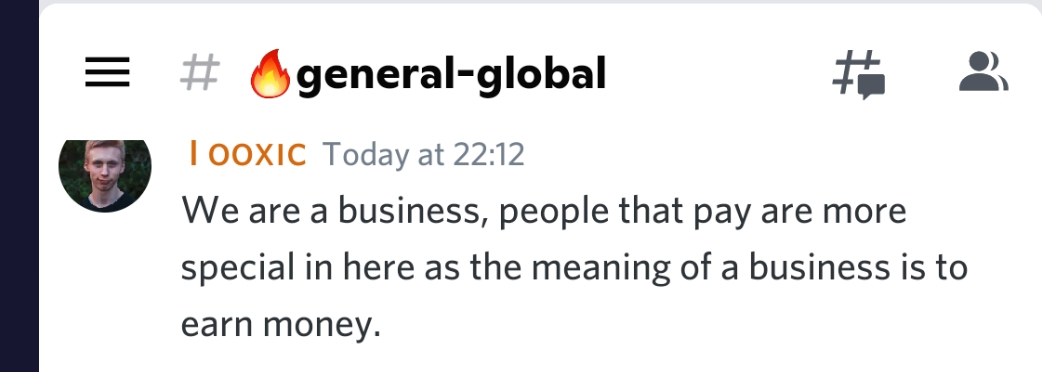 # 🔥general-global
Tooxic Today at 22:12
We are a business, people that pay are more
special in here as the meaning of a business is to
earn money.